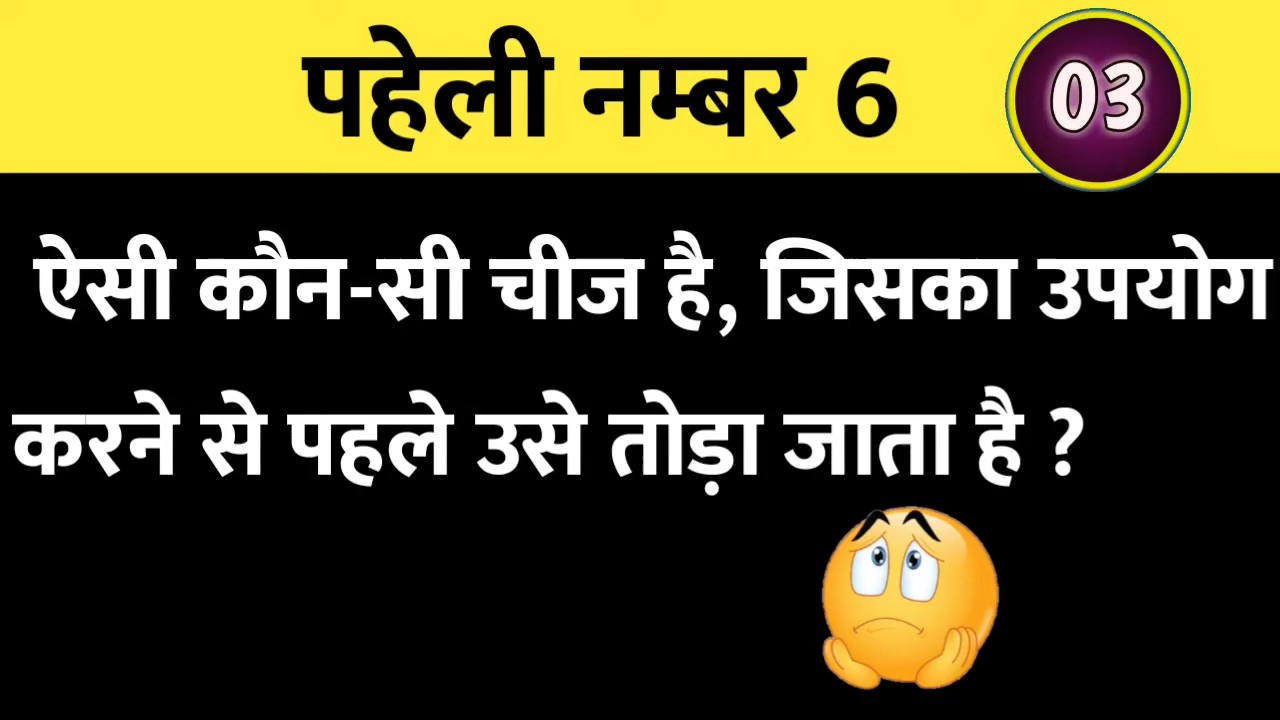 पहेली नम्बर 6
03
ऐसी कौन-सी चीज है, जिसका उपयोग
करने से पहले उसे तोड़ा जाता है ?